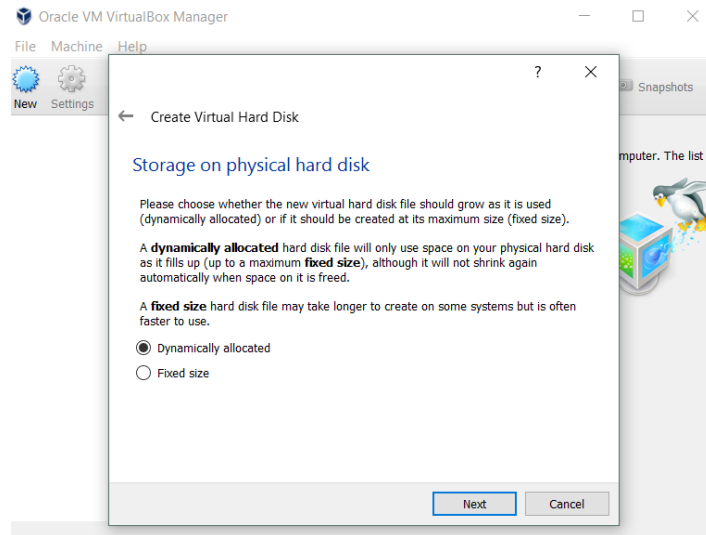 Oracle VM VirtualBox Manager
File Machine Help
New Settings
Snapshots
?
Create Virtual Hard Disk
mputer. The list
Storage on physical hard disk
Please choose whether the new virtual hard disk file should grow as it is used
(dynamically allocated) or if it should be created at its maximum size (fixed size).
A dynamically allocated hard disk file will only use space on your physical hard disk
as it fills up (up to a maximum fixed size), although it will not shrink again
automatically when space on it is freed.
A fixed size hard disk file may take longer to create on some systems but is often
faster to use.
Dynamically allocated
Fixed size
Next Cancel